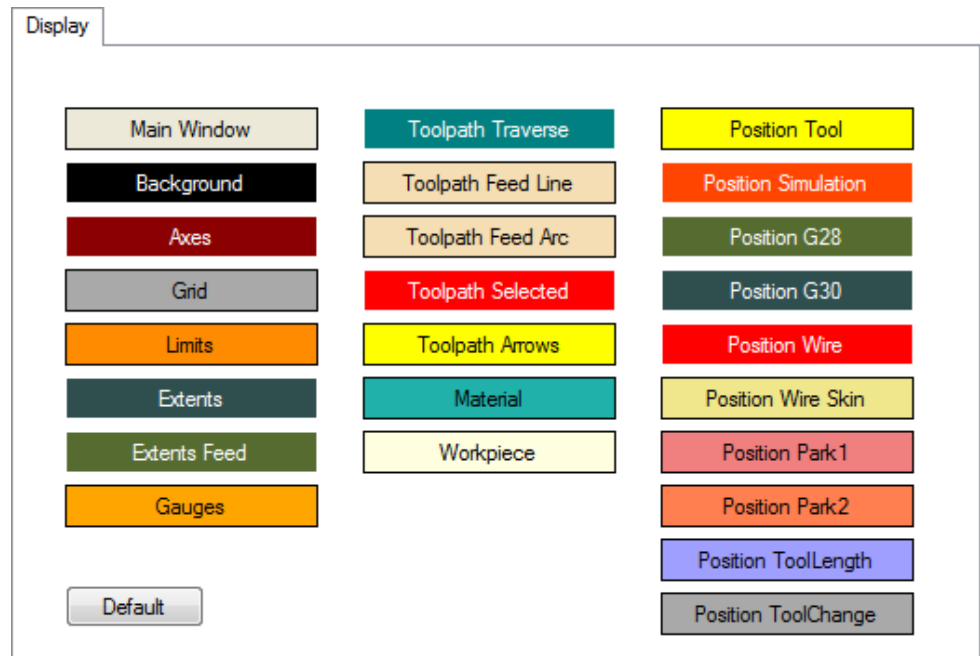 Display
Main Window
Background
Axes
Grid
Limits
Extents
Extents Feed
Gauges
Default
Toolpath Traverse
Toolpath Feed Line
Toolpath Feed Arc
Toolpath Selected
Toolpath Arrows
Material
Workpiece
Position Tool
Position Simulation
Position G28
Position G30
Position Wire
Position Wire Skin
Position Park1
Position Park2
Position ToolLength
Position ToolChange